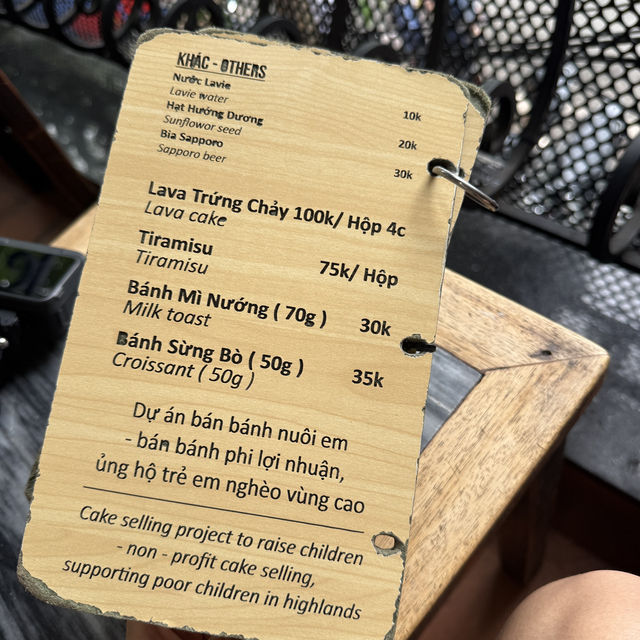 KHÁC - OTHERS
Nước Lavie
Lavie water 10k
Hạt Hướng Dương
Sunflowor seed 20k
Bia Sapporo
Sapporo beer 30k
Lava Trứng Chảy 100k/ Hộp 4c
Lava cake
Tiramisu
Tiramisu 75k/ Hộp
Bánh Mì Nướng ( 70g ) 30k
Milk toast
Bánh Sừng Bò ( 50g ) 35k
Croissant ( 50g )
Dự án bán bánh nuôi em
- bán bánh phi lợi nhuận,
ủng hộ trẻ em nghèo vùng cao
Cake selling project to raise children
- non - profit cake selling,
supporting poor children in highlands